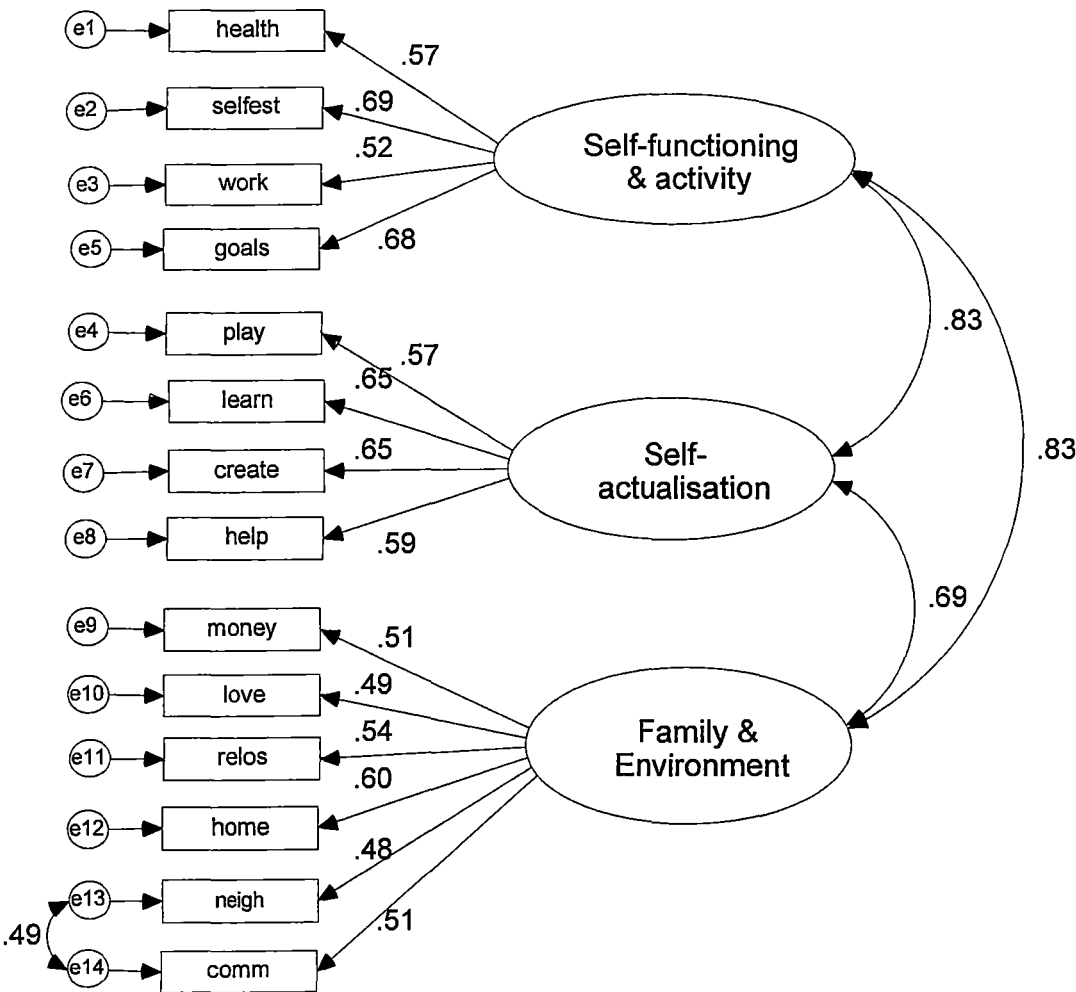 e1
health
.57
e2
selfest
.69
.52
e3
work
e5
goals
.68
Self-functioning
& activity
e4
play
.57
.65
e6
learn
.65
e7
create
e8
help
.59
Self-
actualisation
.83
.83
.69
e9
money
.51
e10
love
.49
e11
relos
.54
.60
e12
home
.48
e13
neigh
.51
.49
e14
comm
Family &
Environment